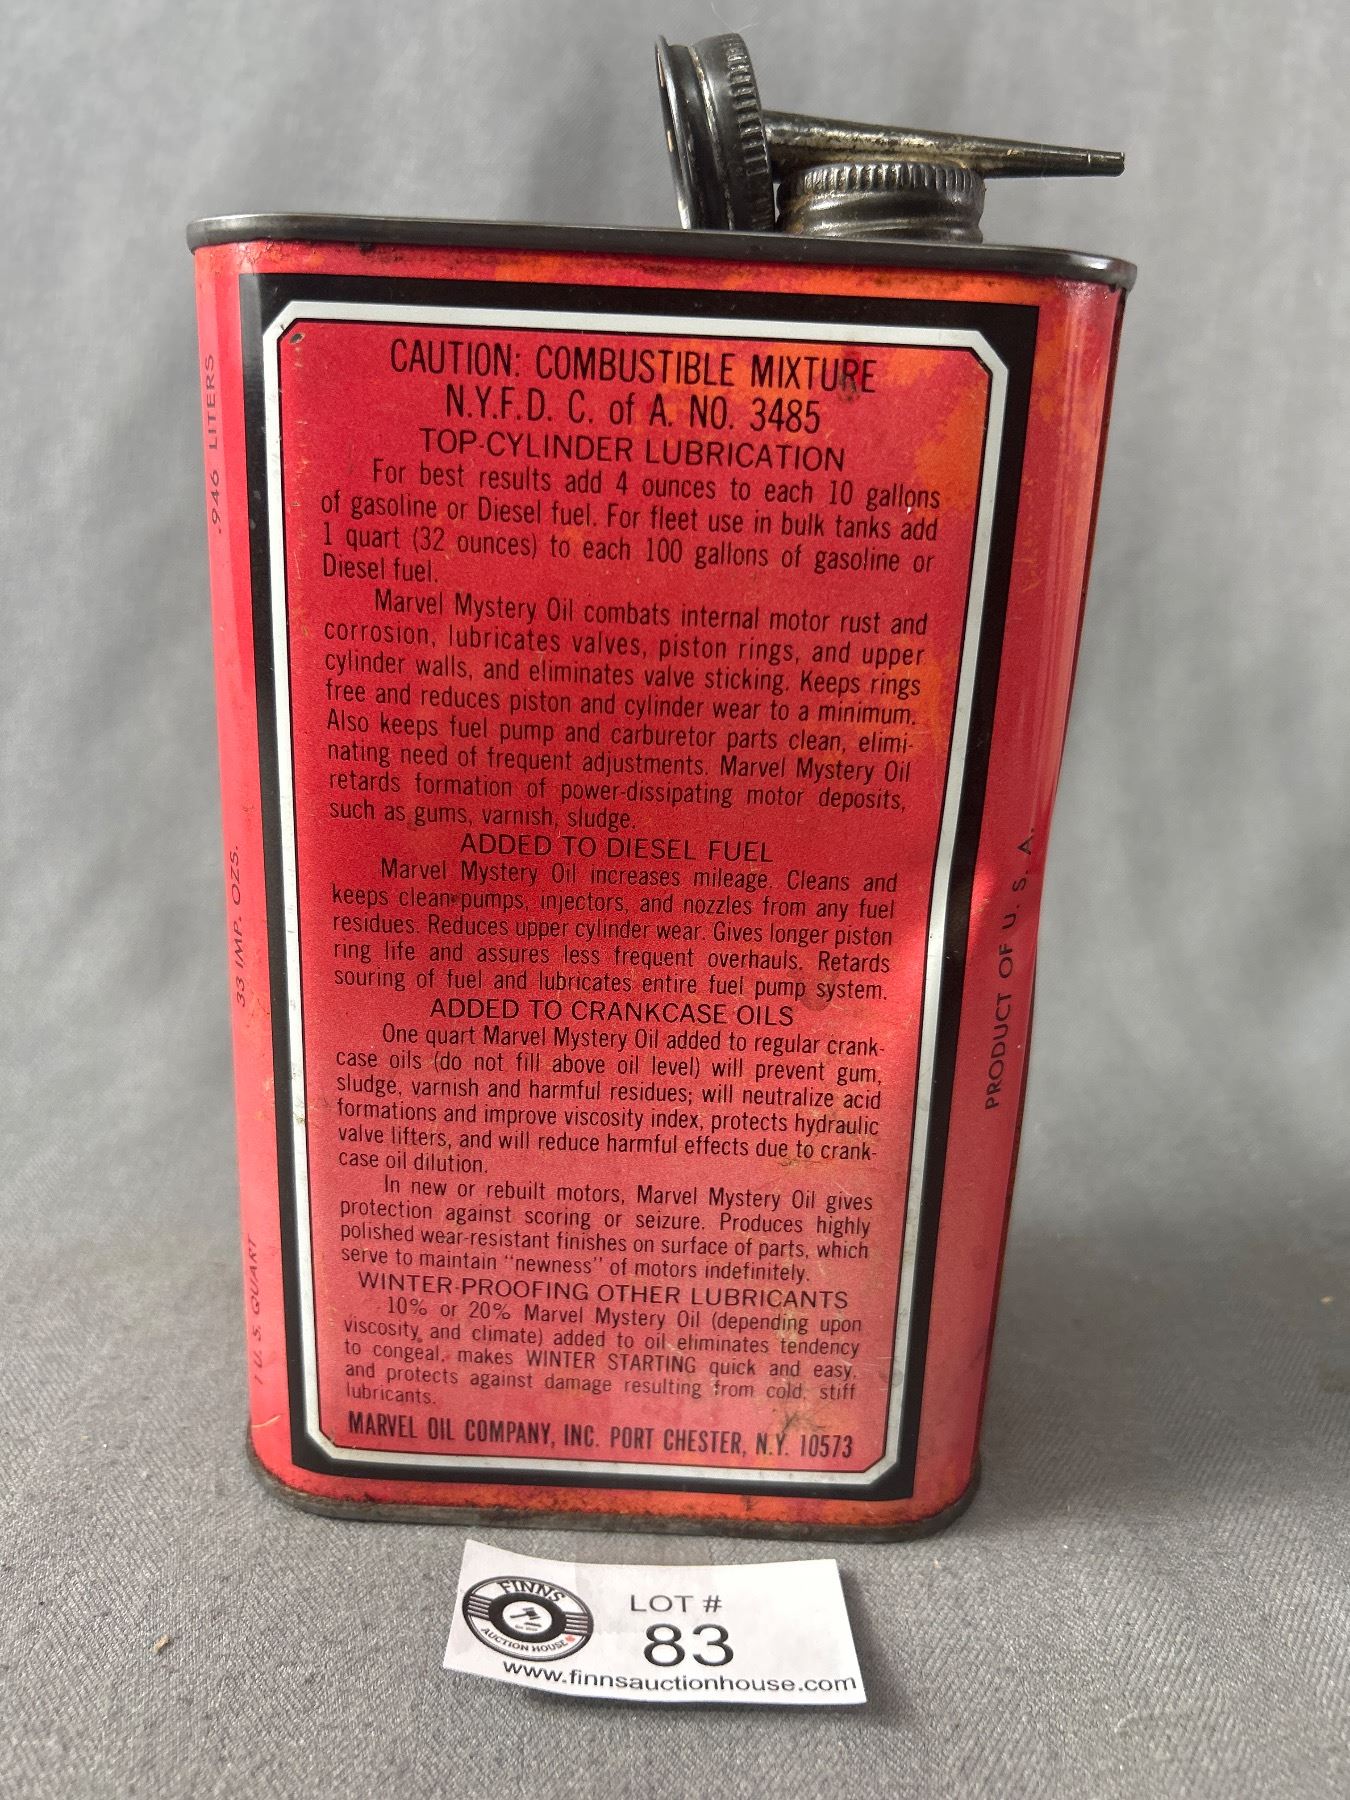 CAUTION: COMBUSTIBLE MIXTURE
N.Y.F.D. C. of A. NO. 3485
TOP-CYLINDER LUBRICATION
For best results add 4 ounces to each 10 gallons
of gasoline or Diesel fuel. For fleet use in bulk tanks add
1 quart (32 ounces) to each 100 gallons of gasoline or
Diesel fuel.
Marvel Mystery Oil combats internal motor rust and
corrosion, lubricates valves, piston rings, and upper
cylinder walls, and eliminates valve sticking. Keeps rings
free and reduces piston and cylinder wear to a minimum.
Also keeps fuel pump and carburetor parts clean, elimi-
nating need of frequent adjustments. Marvel Mystery Oil
retards formation of power-dissipating motor deposits,
such as gums, varnish, sludge.
ADDED TO DIESEL FUEL
Marvel Mystery Oil increases mileage. Cleans and
keeps clean pumps, injectors, and nozzles from any fuel
residues. Reduces upper cylinder wear. Gives longer piston
ring life and assures less frequent overhauls. Retards
souring of fuel and lubricates entire fuel pump system.
ADDED TO CRANKCASE OILS
One quart Marvel Mystery Oil added to regular crank-
case oils (do not fill above oil level) will prevent gum,
sludge, varnish and harmful residues; will neutralize acid
formations and improve viscosity index, protects hydraulic
valve lifters, and will reduce harmful effects due to crank-
case oil dilution.
In new or rebuilt motors, Marvel Mystery Oil gives
protection against scoring or seizure. Produces highly
polished wear-resistant finishes on surface of parts, which
serve to maintain "newness" of motors indefinitely.
WINTER-PROOFING OTHER LUBRICANTS
10% or 20% Marvel Mystery Oil (depending upon
viscosity and climate) added to oil eliminates tendency
to congeal, makes WINTER STARTING quick and easy,
and protects against damage resulting from cold, stiff
lubricants.
MARVEL OIL COMPANY, INC. PORT CHESTER, N.Y. 10573
1 U.S. QUART 33 IMP. OZS. .946 LITERS
PRODUCT OF U. S. A.
FINNS
AUCTION HOUSE
LOT #
83
www.finnsauctionhouse.com